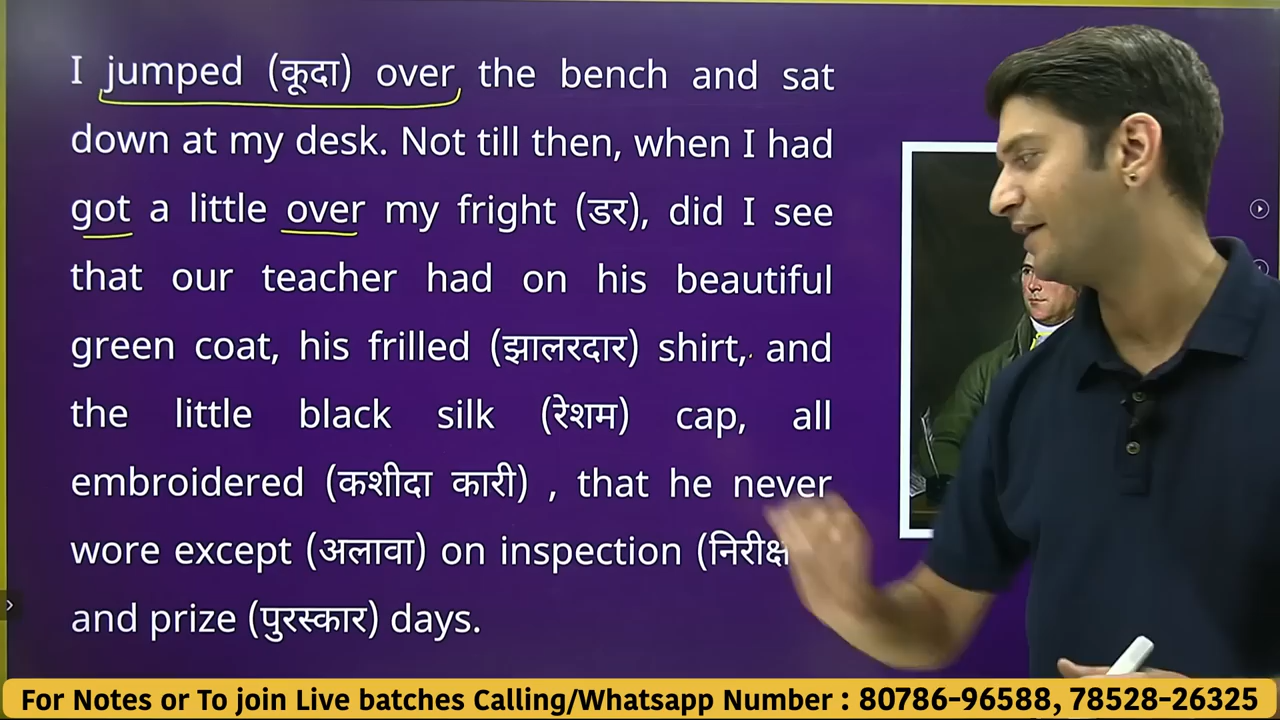 I jumped (कूदा) over the bench and sat
down at my desk. Not till then, when I had
got a little over my fright (डर), did I see
that our teacher had on his beautiful
green coat, his frilled (झालरदार) shirt, and
the little black silk (रेशम) cap, all
embroidered (कशीदा कारी) , that he never
wore except (अलावा) on inspection
and prize (पुरस्कार) days.
For Notes or To join Live batches Calling/Whatsapp Number : 80786-96588, 78528-26325